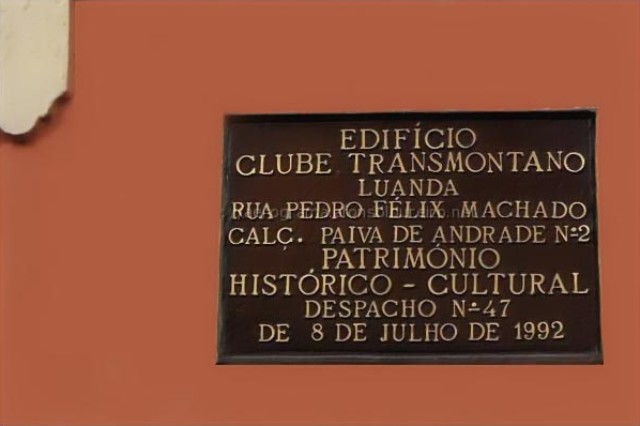 EDIFÍCIO
CLUBE TRANSMONTANO
LUANDA
RUA PEDRO FÉLIX MACHADO
CALÇ. PAIVA DE ANDRADE Nº2
PATRIMÓNIO
HISTÓRICO - CULTURAL
DESPACHO Nº47
DE 8 DE JULHO DE 1992